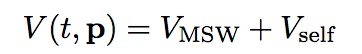 V(t, p) = V_MSW + V_self